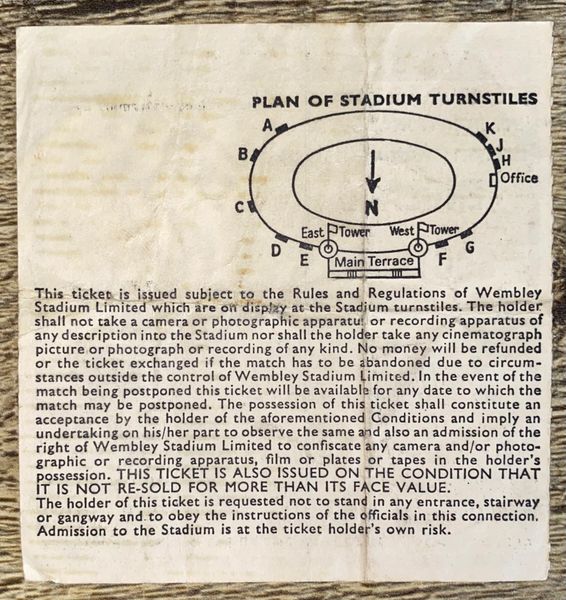 PLAN OF STADIUM TURNSTILES
A
K
J
H
B
Office
N
C
East Tower
West Tower
D
E
Main Terrace
F
G
This ticket is issued subject to the Rules and Regulations of Wembley
Stadium Limited which are on display at the Stadium turnstiles. The holder
shall not take a camera or photographic apparatus or recording apparatus of
any description into the Stadium nor shall the holder take any cinematograph
picture or photograph or recording of any kind. No money will be refunded
or the ticket exchanged if the match has to be abandoned due to circum-
stances outside the control of Wembley Stadium Limited. In the event of the
match being postponed this ticket will be available for any date to which the
match may be postponed. The possession of this ticket shall constitute an
acceptance by the holder of the aforementioned Conditions and imply an
undertaking on his/her part to observe the same and also an admission of the
right of Wembley Stadium Limited to confiscate any camera and/or photo-
graphic or recording apparatus, film or plates or tapes in the holder's
possession. THIS TICKET IS ALSO ISSUED ON THE CONDITION THAT
IT IS NOT RE-SOLD FOR MORE THAN ITS FACE VALUE.
The holder of this ticket is requested not to stand in any entrance, stairway
or gangway and to obey the instructions of the officials in this connection.
Admission to the Stadium is at the ticket holder's own risk.